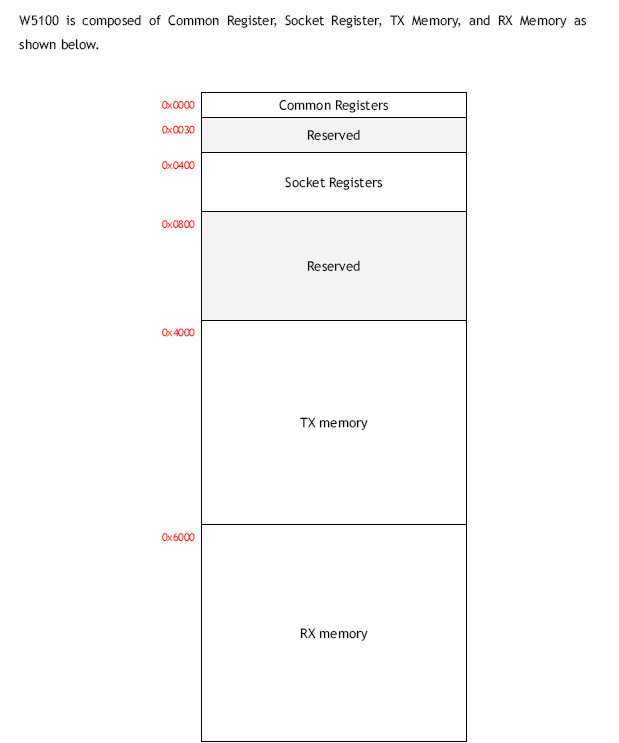 W5100 is composed of Common Register, Socket Register, TX Memory, and RX Memory as
shown below.
0x0000
Common Registers
0x0030
Reserved
0x0400
Socket Registers
0x0800
Reserved
0x4000
TX memory
0x6000
RX memory